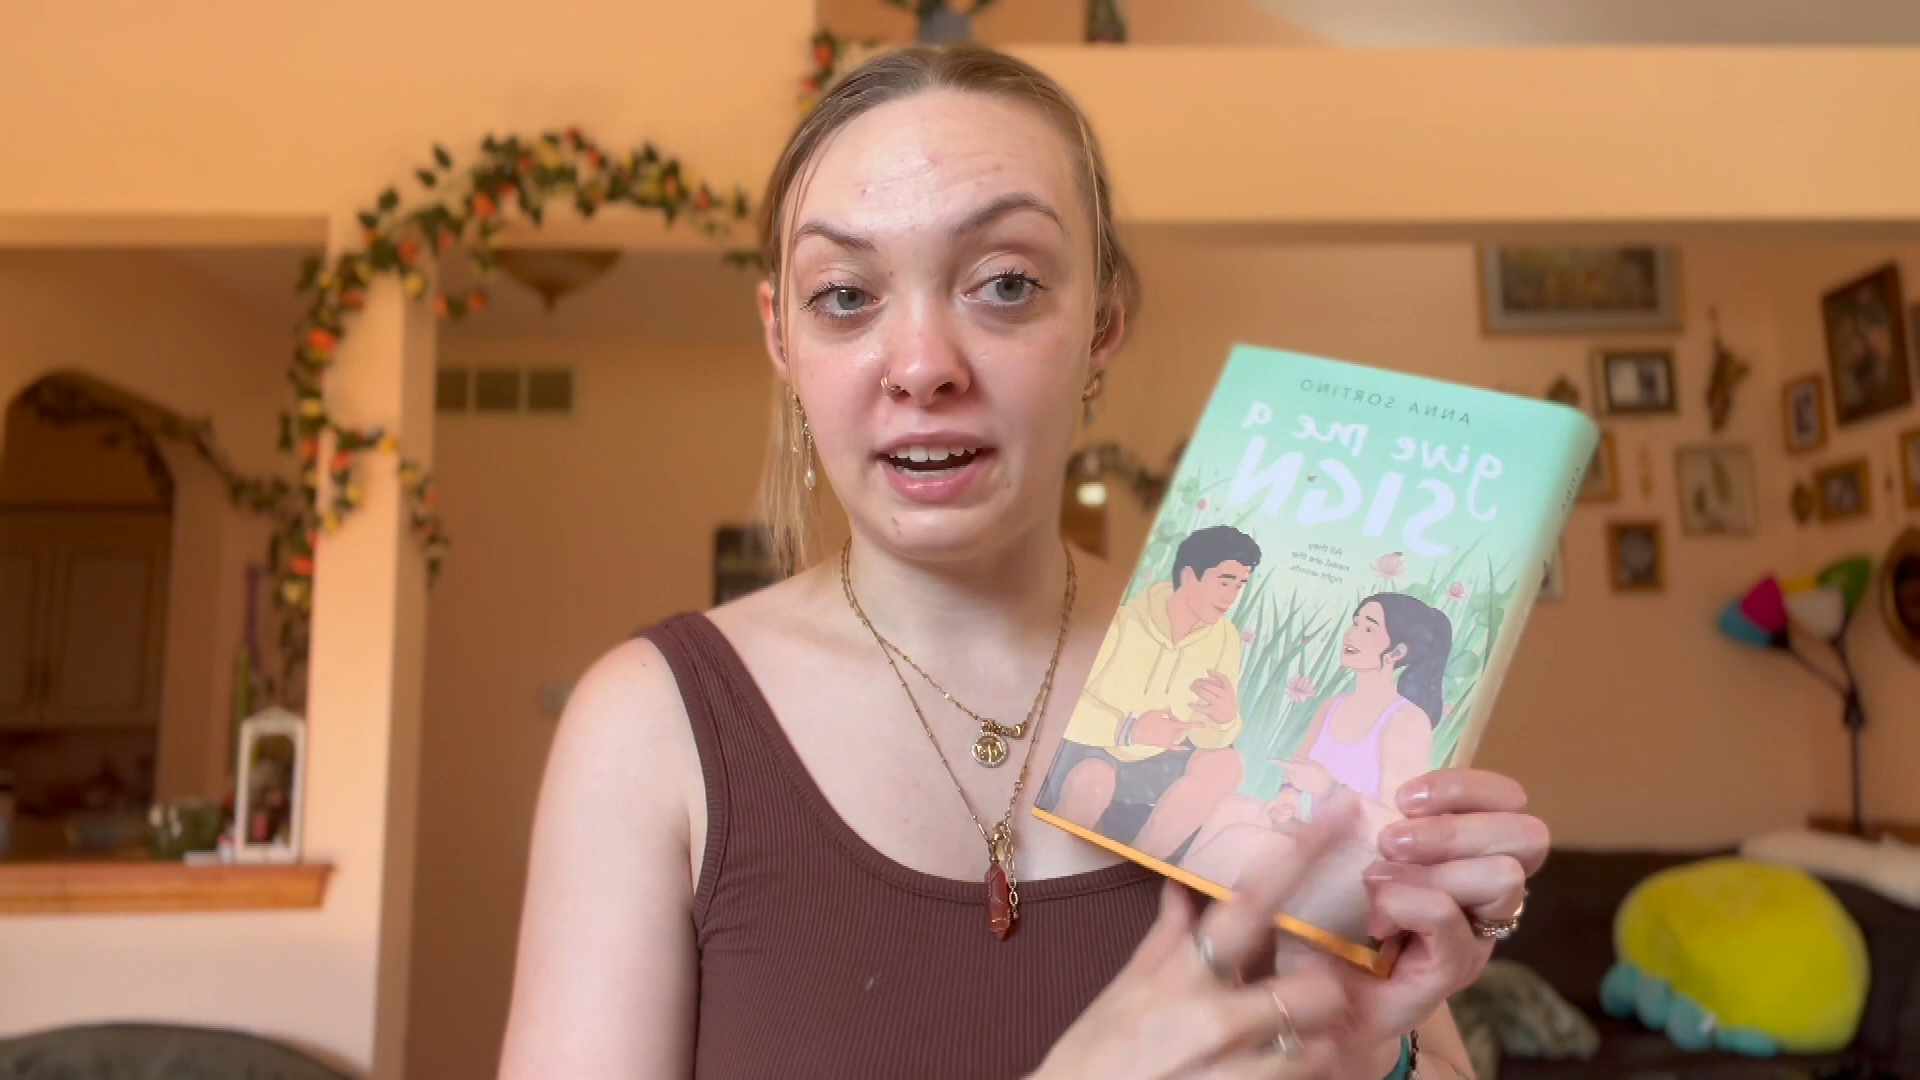 ANNA SORTINO
give me a
SIGN
All they
need are the
right words.